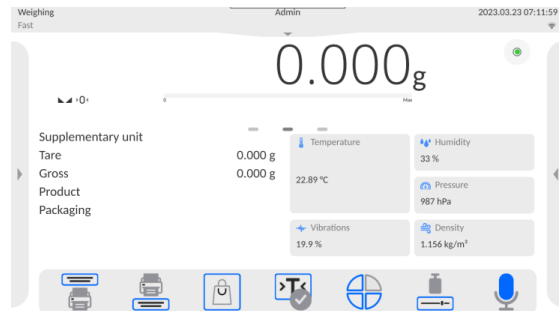 Weighing Admin 2023.03.23 07:11:59
Fast
0.000g
›0‹ 0 Max
Supplementary unit
Tare 0.000 g
Gross 0.000 g
Product
Packaging
Temperature
22.89 °C
Humidity
33 %
Pressure
987 hPa
Vibrations
19.9 %
Density
1.156 kg/m³
›T‹